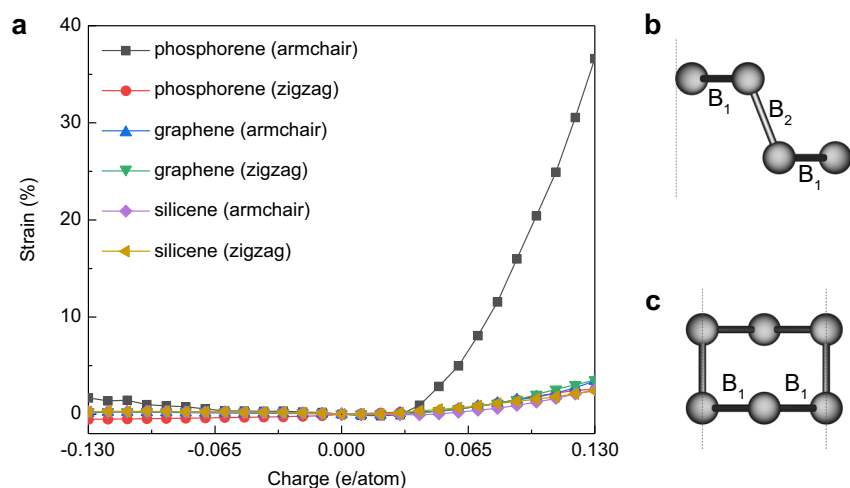 a
40
30
20
10
0
Strain (%)
phosphorene (armchair)
phosphorene (zigzag)
graphene (armchair)
graphene (zigzag)
silicene (armchair)
silicene (zigzag)
-0.130
-0.065
0.000
0.065
0.130
Charge (e/atom)
b
B₁
B₂
B₁
c
B₁
B₁